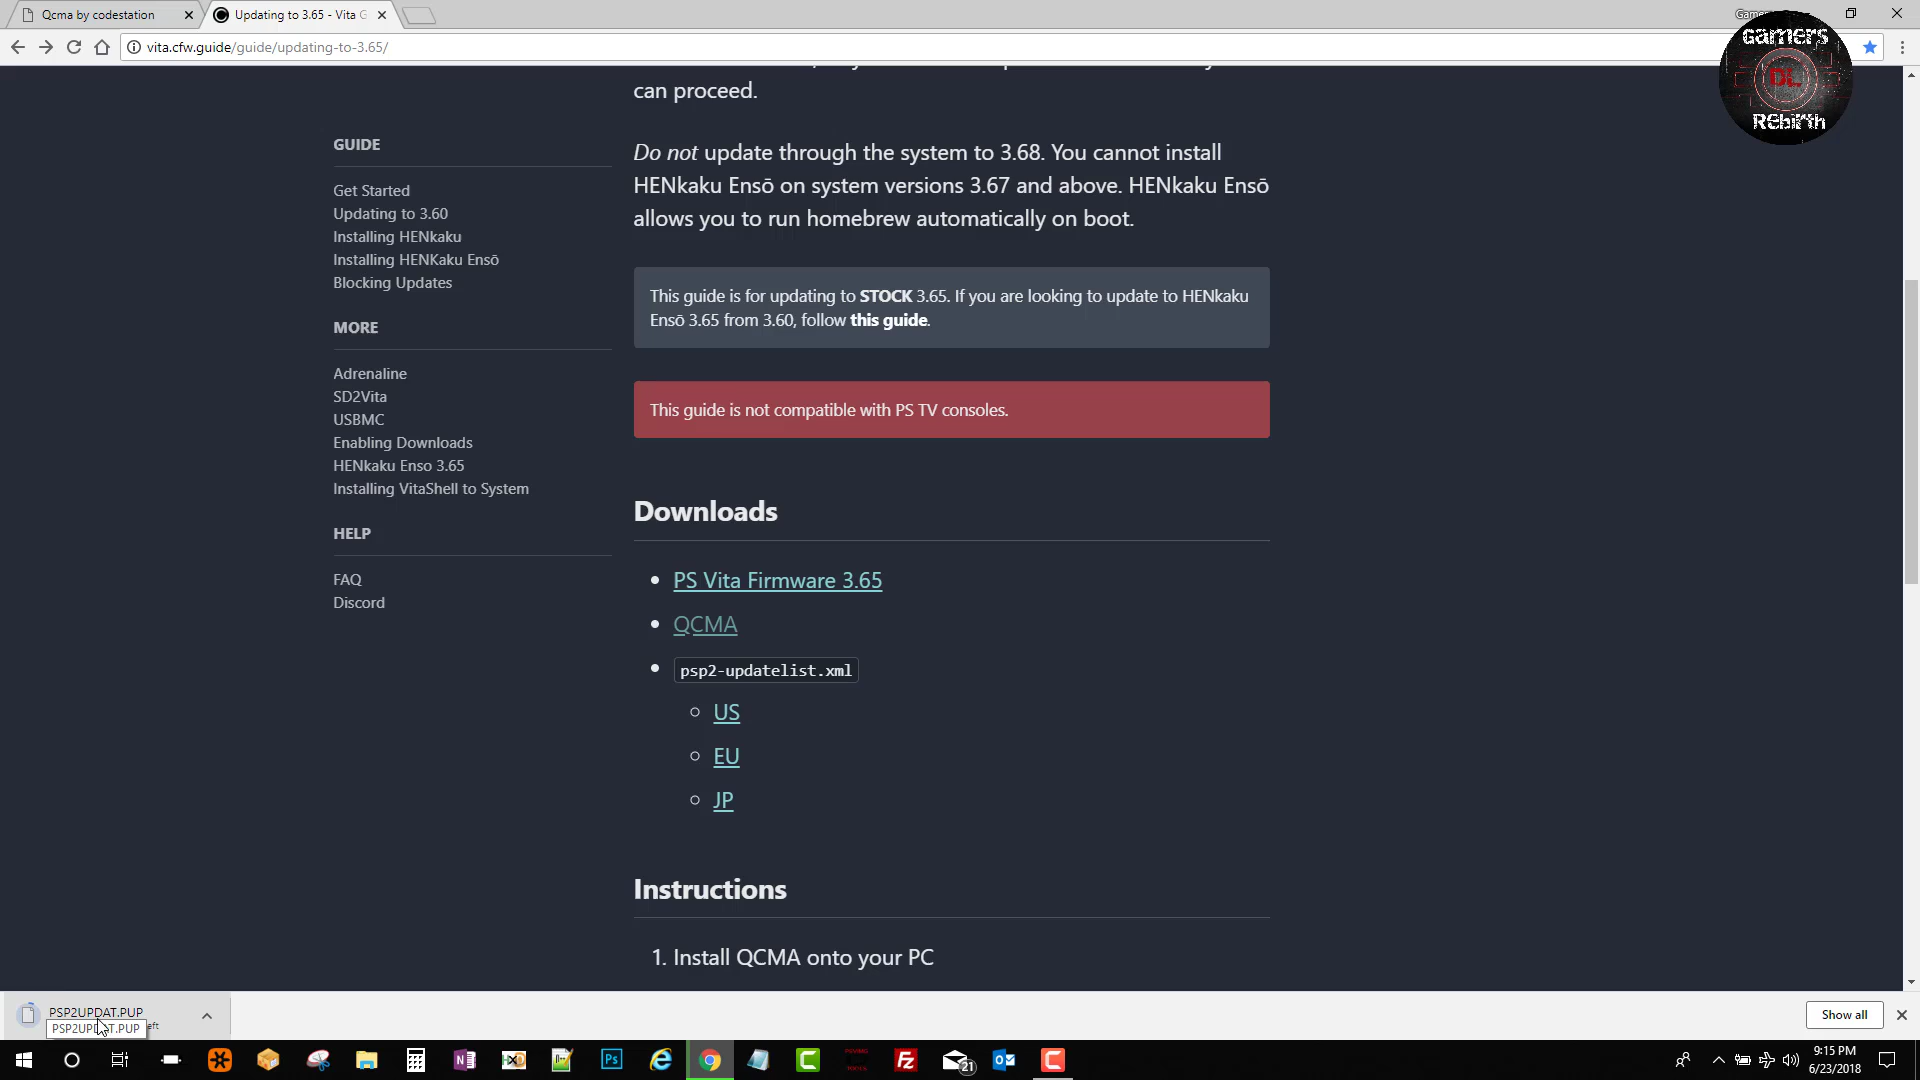 Qcma by codestation
Updating to 3.65 - Vita G
vita.cfw.guide/guide/updating-to-3.65/
GAMERS
DL
REbirth
can proceed.
Do not update through the system to 3.68. You cannot install
HENkaku Ensō on system versions 3.67 and above. HENkaku Ensō
allows you to run homebrew automatically on boot.
This guide is for updating to STOCK 3.65. If you are looking to update to HENkaku
Ensō 3.65 from 3.60, follow this guide.
This guide is not compatible with PS TV consoles.
GUIDE
Get Started
Updating to 3.60
Installing HENkaku
Installing HENKaku Ensō
Blocking Updates
MORE
Adrenaline
SD2Vita
USBMC
Enabling Downloads
HENkaku Enso 3.65
Installing VitaShell to System
HELP
FAQ
Discord
Downloads
PS Vita Firmware 3.65
QCMA
psp2-updatelist.xml
US
EU
JP
Instructions
1. Install QCMA onto your PC
PSP2UPDAT.PUP
Show all
21
9:15 PM
6/23/2018